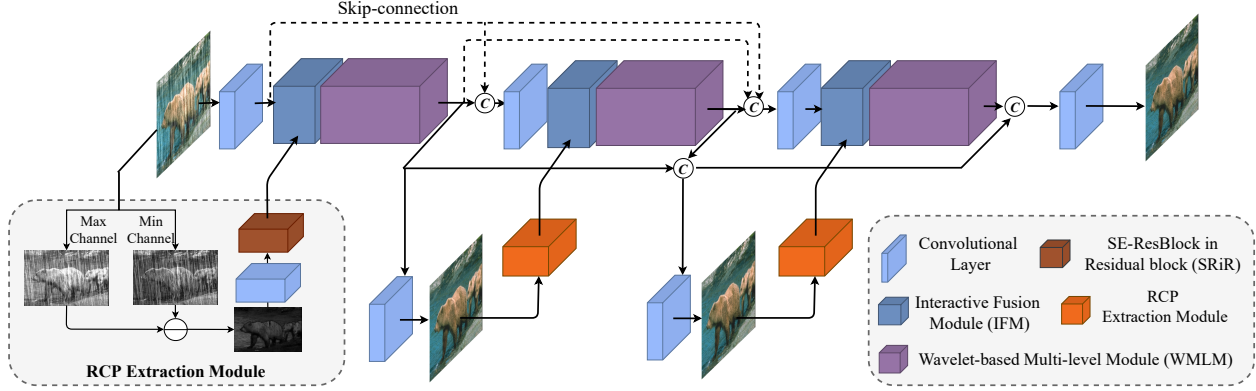 Skip-connection
C
C
C
C
Max
Channel
Min
Channel
RCP Extraction Module
Convolutional
Layer
SE-ResBlock in
Residual block (SRiR)
Interactive Fusion
Module (IFM)
RCP
Extraction Module
Wavelet-based Multi-level Module (WMLM)